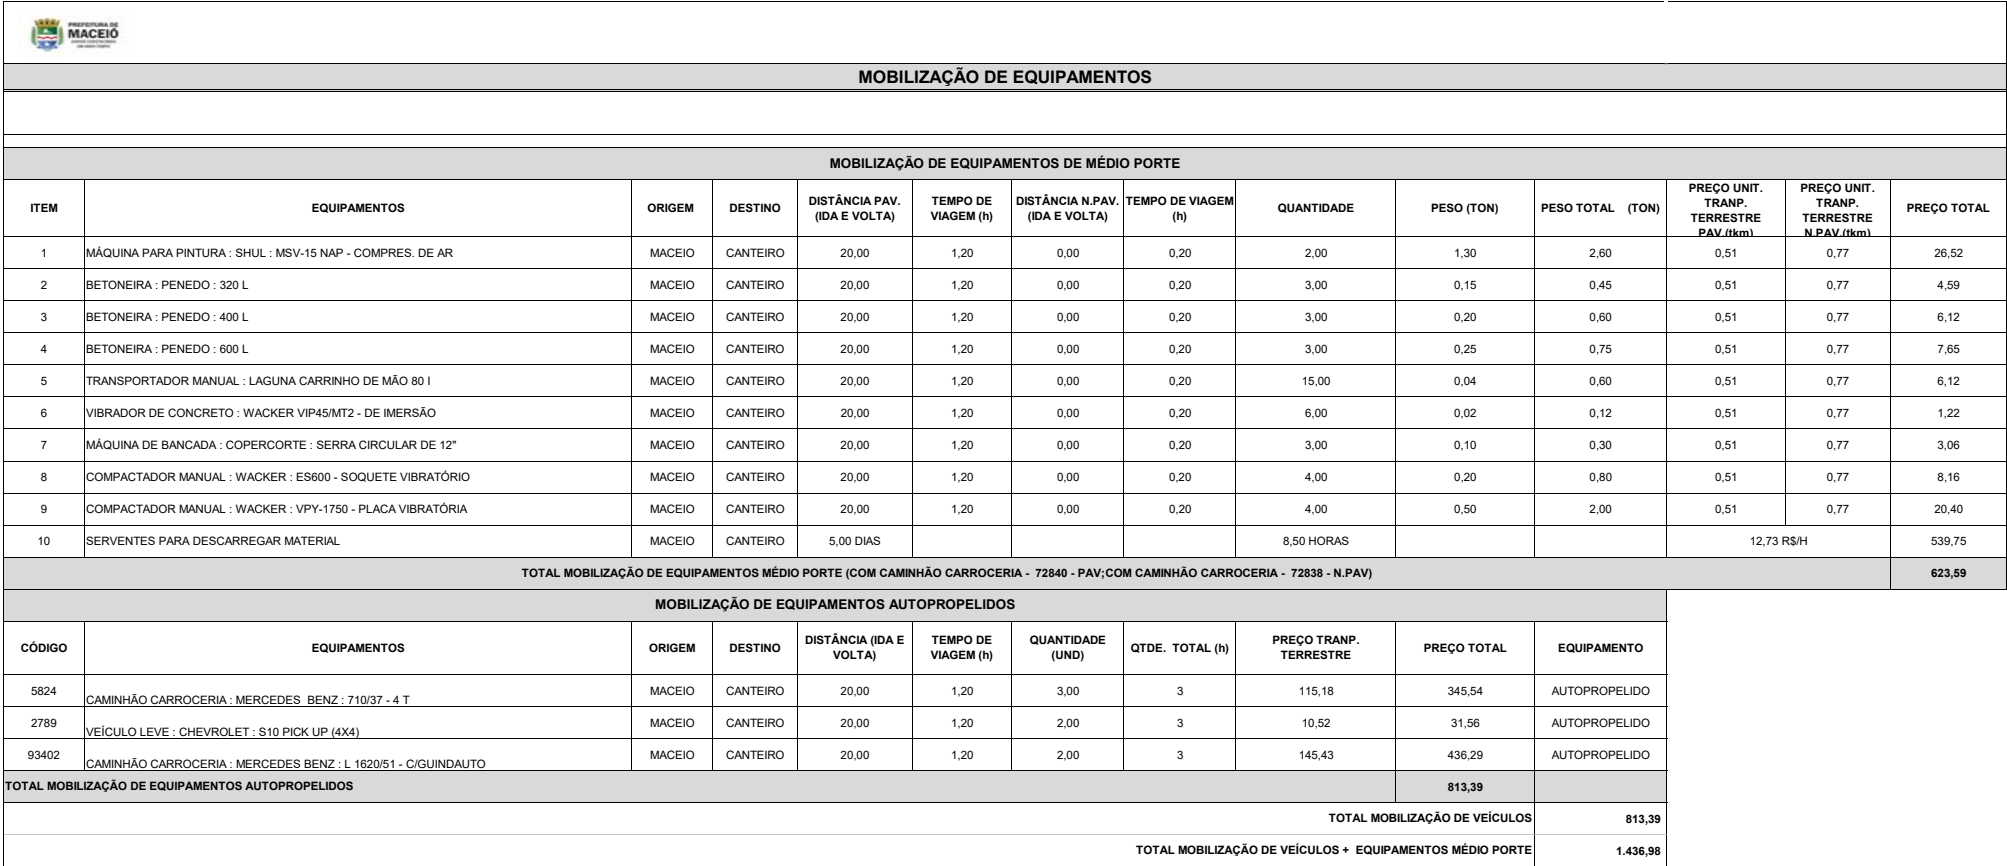 PREFEITURA DE
MACEIÓ
MOBILIZAÇÃO DE EQUIPAMENTOS
MOBILIZAÇÃO DE EQUIPAMENTOS DE MÉDIO PORTE
ITEM EQUIPAMENTOS ORIGEM DESTINO DISTÂNCIA PAV. (IDA E VOLTA) TEMPO DE VIAGEM (h) DISTÂNCIA N.PAV. (IDA E VOLTA) TEMPO DE VIAGEM (h) QUANTIDADE PESO (TON) PESO TOTAL (TON) PREÇO UNIT. TRANP. TERRESTRE PAV.(tkm) PREÇO UNIT. TRANP. TERRESTRE N.PAV.(tkm) PREÇO TOTAL
1 MÁQUINA PARA PINTURA : SHUL : MSV-15 NAP - COMPRES. DE AR MACEIO CANTEIRO 20,00 1,20 0,00 0,20 2,00 1,30 2,60 0,51 0,77 26,52
2 BETONEIRA : PENEDO : 320 L MACEIO CANTEIRO 20,00 1,20 0,00 0,20 3,00 0,15 0,45 0,51 0,77 4,59
3 BETONEIRA : PENEDO : 400 L MACEIO CANTEIRO 20,00 1,20 0,00 0,20 3,00 0,20 0,60 0,51 0,77 6,12
4 BETONEIRA : PENEDO : 600 L MACEIO CANTEIRO 20,00 1,20 0,00 0,20 3,00 0,25 0,75 0,51 0,77 7,65
5 TRANSPORTADOR MANUAL : LAGUNA CARRINHO DE MÃO 80 l MACEIO CANTEIRO 20,00 1,20 0,00 0,20 15,00 0,04 0,60 0,51 0,77 6,12
6 VIBRADOR DE CONCRETO : WACKER VIP45/MT2 - DE IMERSÃO MACEIO CANTEIRO 20,00 1,20 0,00 0,20 6,00 0,02 0,12 0,51 0,77 1,22
7 MÁQUINA DE BANCADA : COPERCORTE : SERRA CIRCULAR DE 12" MACEIO CANTEIRO 20,00 1,20 0,00 0,20 3,00 0,10 0,30 0,51 0,77 3,06
8 COMPACTADOR MANUAL : WACKER : ES600 - SOQUETE VIBRATÓRIO MACEIO CANTEIRO 20,00 1,20 0,00 0,20 4,00 0,20 0,80 0,51 0,77 8,16
9 COMPACTADOR MANUAL : WACKER : VPY-1750 - PLACA VIBRATÓRIA MACEIO CANTEIRO 20,00 1,20 0,00 0,20 4,00 0,50 2,00 0,51 0,77 20,40
10 SERVENTES PARA DESCARREGAR MATERIAL MACEIO CANTEIRO 5,00 DIAS 8,50 HORAS 12,73 R$/H 539,75
TOTAL MOBILIZAÇÃO DE EQUIPAMENTOS MÉDIO PORTE (COM CAMINHÃO CARROCERIA - 72840 - PAV;COM CAMINHÃO CARROCERIA - 72838 - N.PAV) 623,59
MOBILIZAÇÃO DE EQUIPAMENTOS AUTOPROPELIDOS
CÓDIGO EQUIPAMENTOS ORIGEM DESTINO DISTÂNCIA (IDA E VOLTA) TEMPO DE VIAGEM (h) QUANTIDADE (UND) QTDE. TOTAL (h) PREÇO TRANP. TERRESTRE PREÇO TOTAL EQUIPAMENTO
5824 CAMINHÃO CARROCERIA : MERCEDES BENZ : 710/37 - 4 T MACEIO CANTEIRO 20,00 1,20 3,00 3 115,18 345,54 AUTOPROPELIDO
2789 VEÍCULO LEVE : CHEVROLET : S10 PICK UP (4X4) MACEIO CANTEIRO 20,00 1,20 2,00 3 10,52 31,56 AUTOPROPELIDO
93402 CAMINHÃO CARROCERIA : MERCEDES BENZ : L 1620/51 - C/GUINDAUTO MACEIO CANTEIRO 20,00 1,20 2,00 3 145,43 436,29 AUTOPROPELIDO
TOTAL MOBILIZAÇÃO DE EQUIPAMENTOS AUTOPROPELIDOS 813,39
TOTAL MOBILIZAÇÃO DE VEÍCULOS 813,39
TOTAL MOBILIZAÇÃO DE VEÍCULOS + EQUIPAMENTOS MÉDIO PORTE 1.436,98